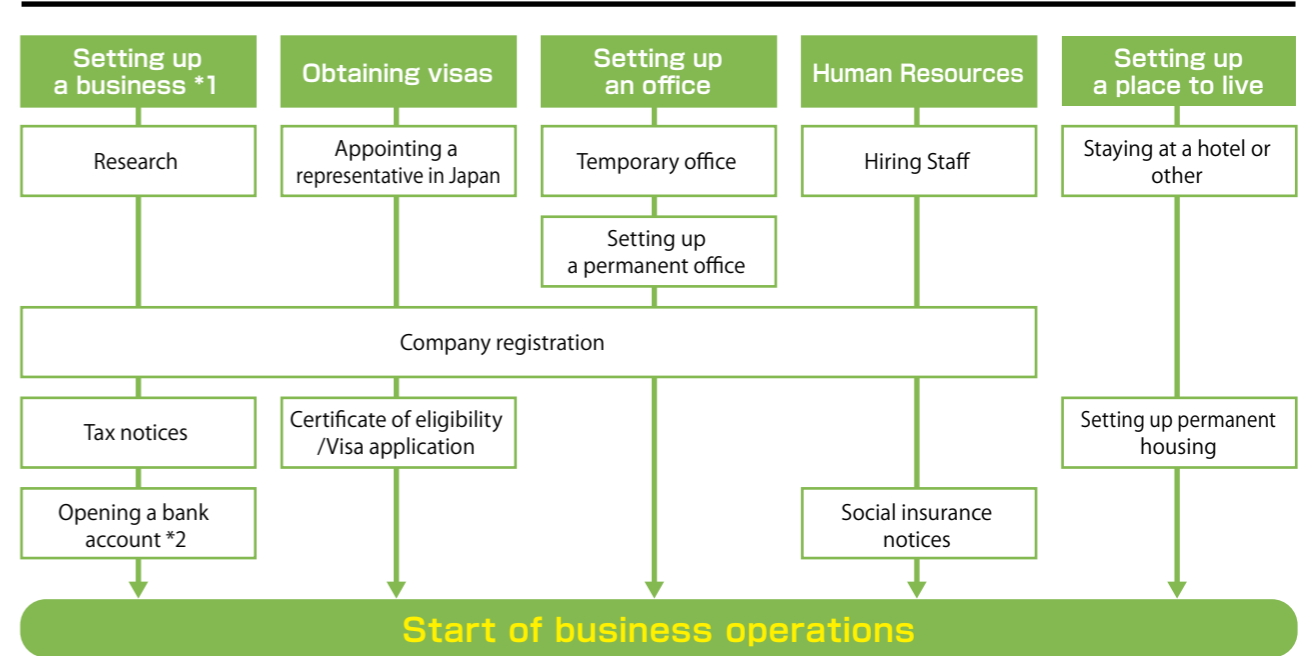 Setting up
a business *1
Obtaining visas
Setting up
an office
Human Resources
Setting up
a place to live
Research
Appointing a
representative in Japan
Temporary office
Hiring Staff
Staying at a hotel or
other
Setting up
a permanent office
Company registration
Tax notices
Certificate of eligibility
/Visa application
Setting up permanent
housing
Opening a bank
account *2
Social insurance
notices
Start of business operations